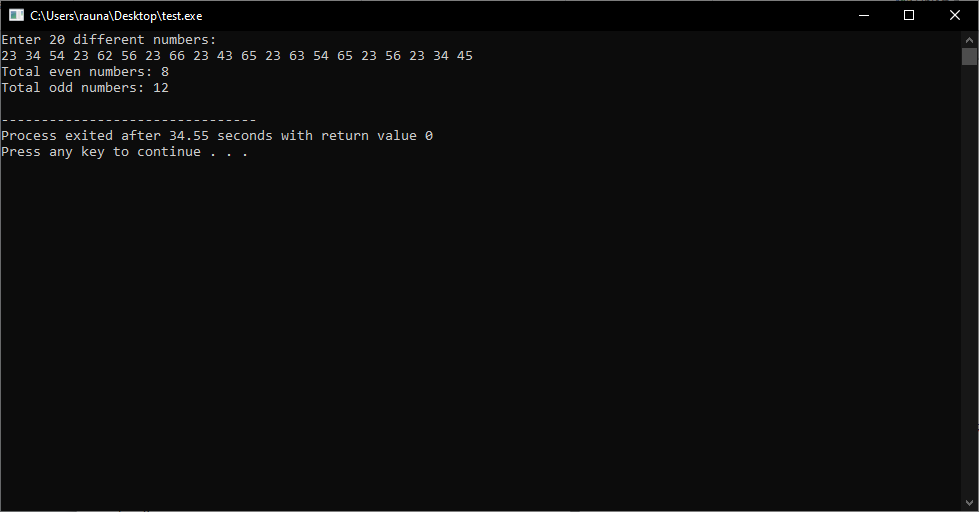 C:\Users\rauna\Desktop\test.exe
Enter 20 different numbers:
23 34 54 23 62 56 23 66 23 43 65 23 63 54 65 23 56 23 34 45
Total even numbers: 8
Total odd numbers: 12
--------------------------------
Process exited after 34.55 seconds with return value 0
Press any key to continue . . .